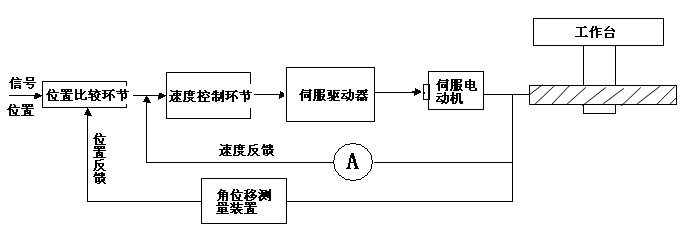 工作台
信号
位置
位置比较环节
速度控制环节
伺服驱动器
伺服电
动机
速度反馈
A
位置反馈
角位移测
量装置